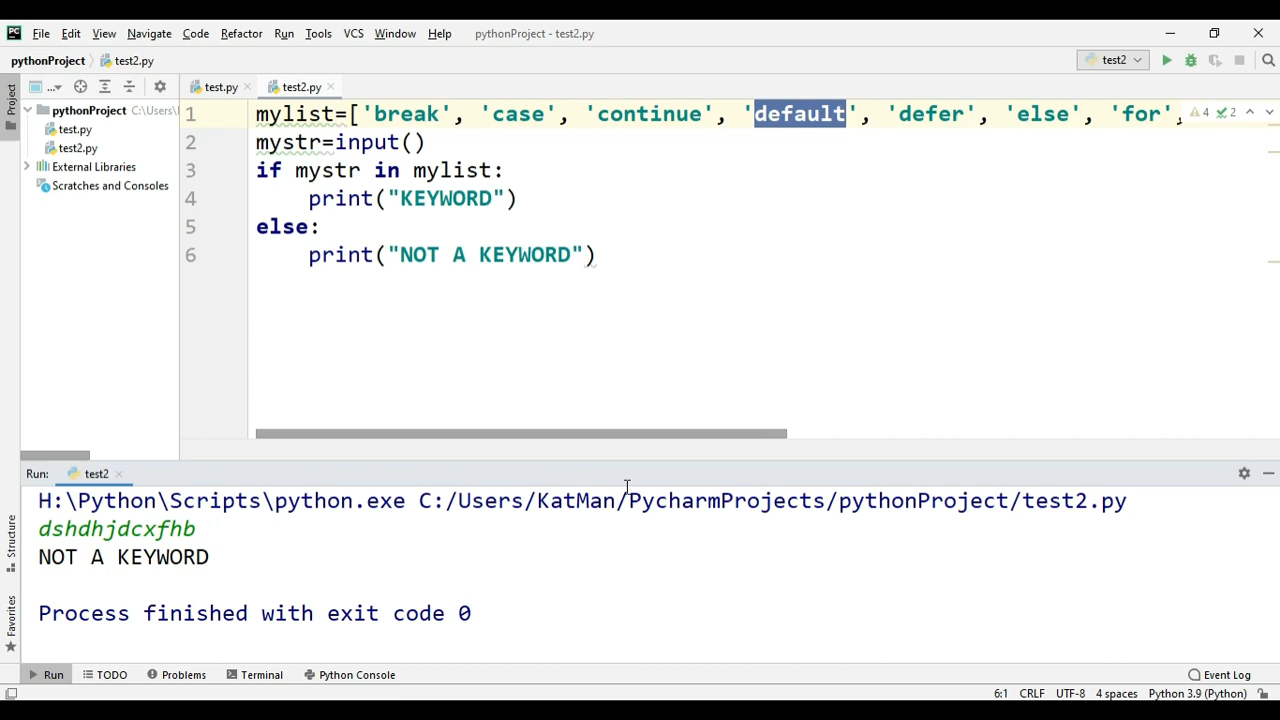 PC File Edit View Navigate Code Refactor Run Tools VCS Window Help pythonProject - test2.py
pythonProject test2.py test2
... test.py test2.py
Project
pythonProject C:\Users\
test.py
test2.py
External Libraries
Scratches and Consoles
1 mylist=['break', 'case', 'continue', 'default', 'defer', 'else', 'for', 4 2
2 mystr=input()
3 if mystr in mylist:
4 print("KEYWORD")
5 else:
6 print("NOT A KEYWORD")
Run: test2
H:\Python\Scripts\python.exe C:/Users/KatMan/PycharmProjects/pythonProject/test2.py
dshdhjdcxfhb
NOT A KEYWORD
Process finished with exit code 0
Structure
Favorites
Run TODO Problems Terminal Python Console Event Log
6:1 CRLF UTF-8 4 spaces Python 3.9 (Python)